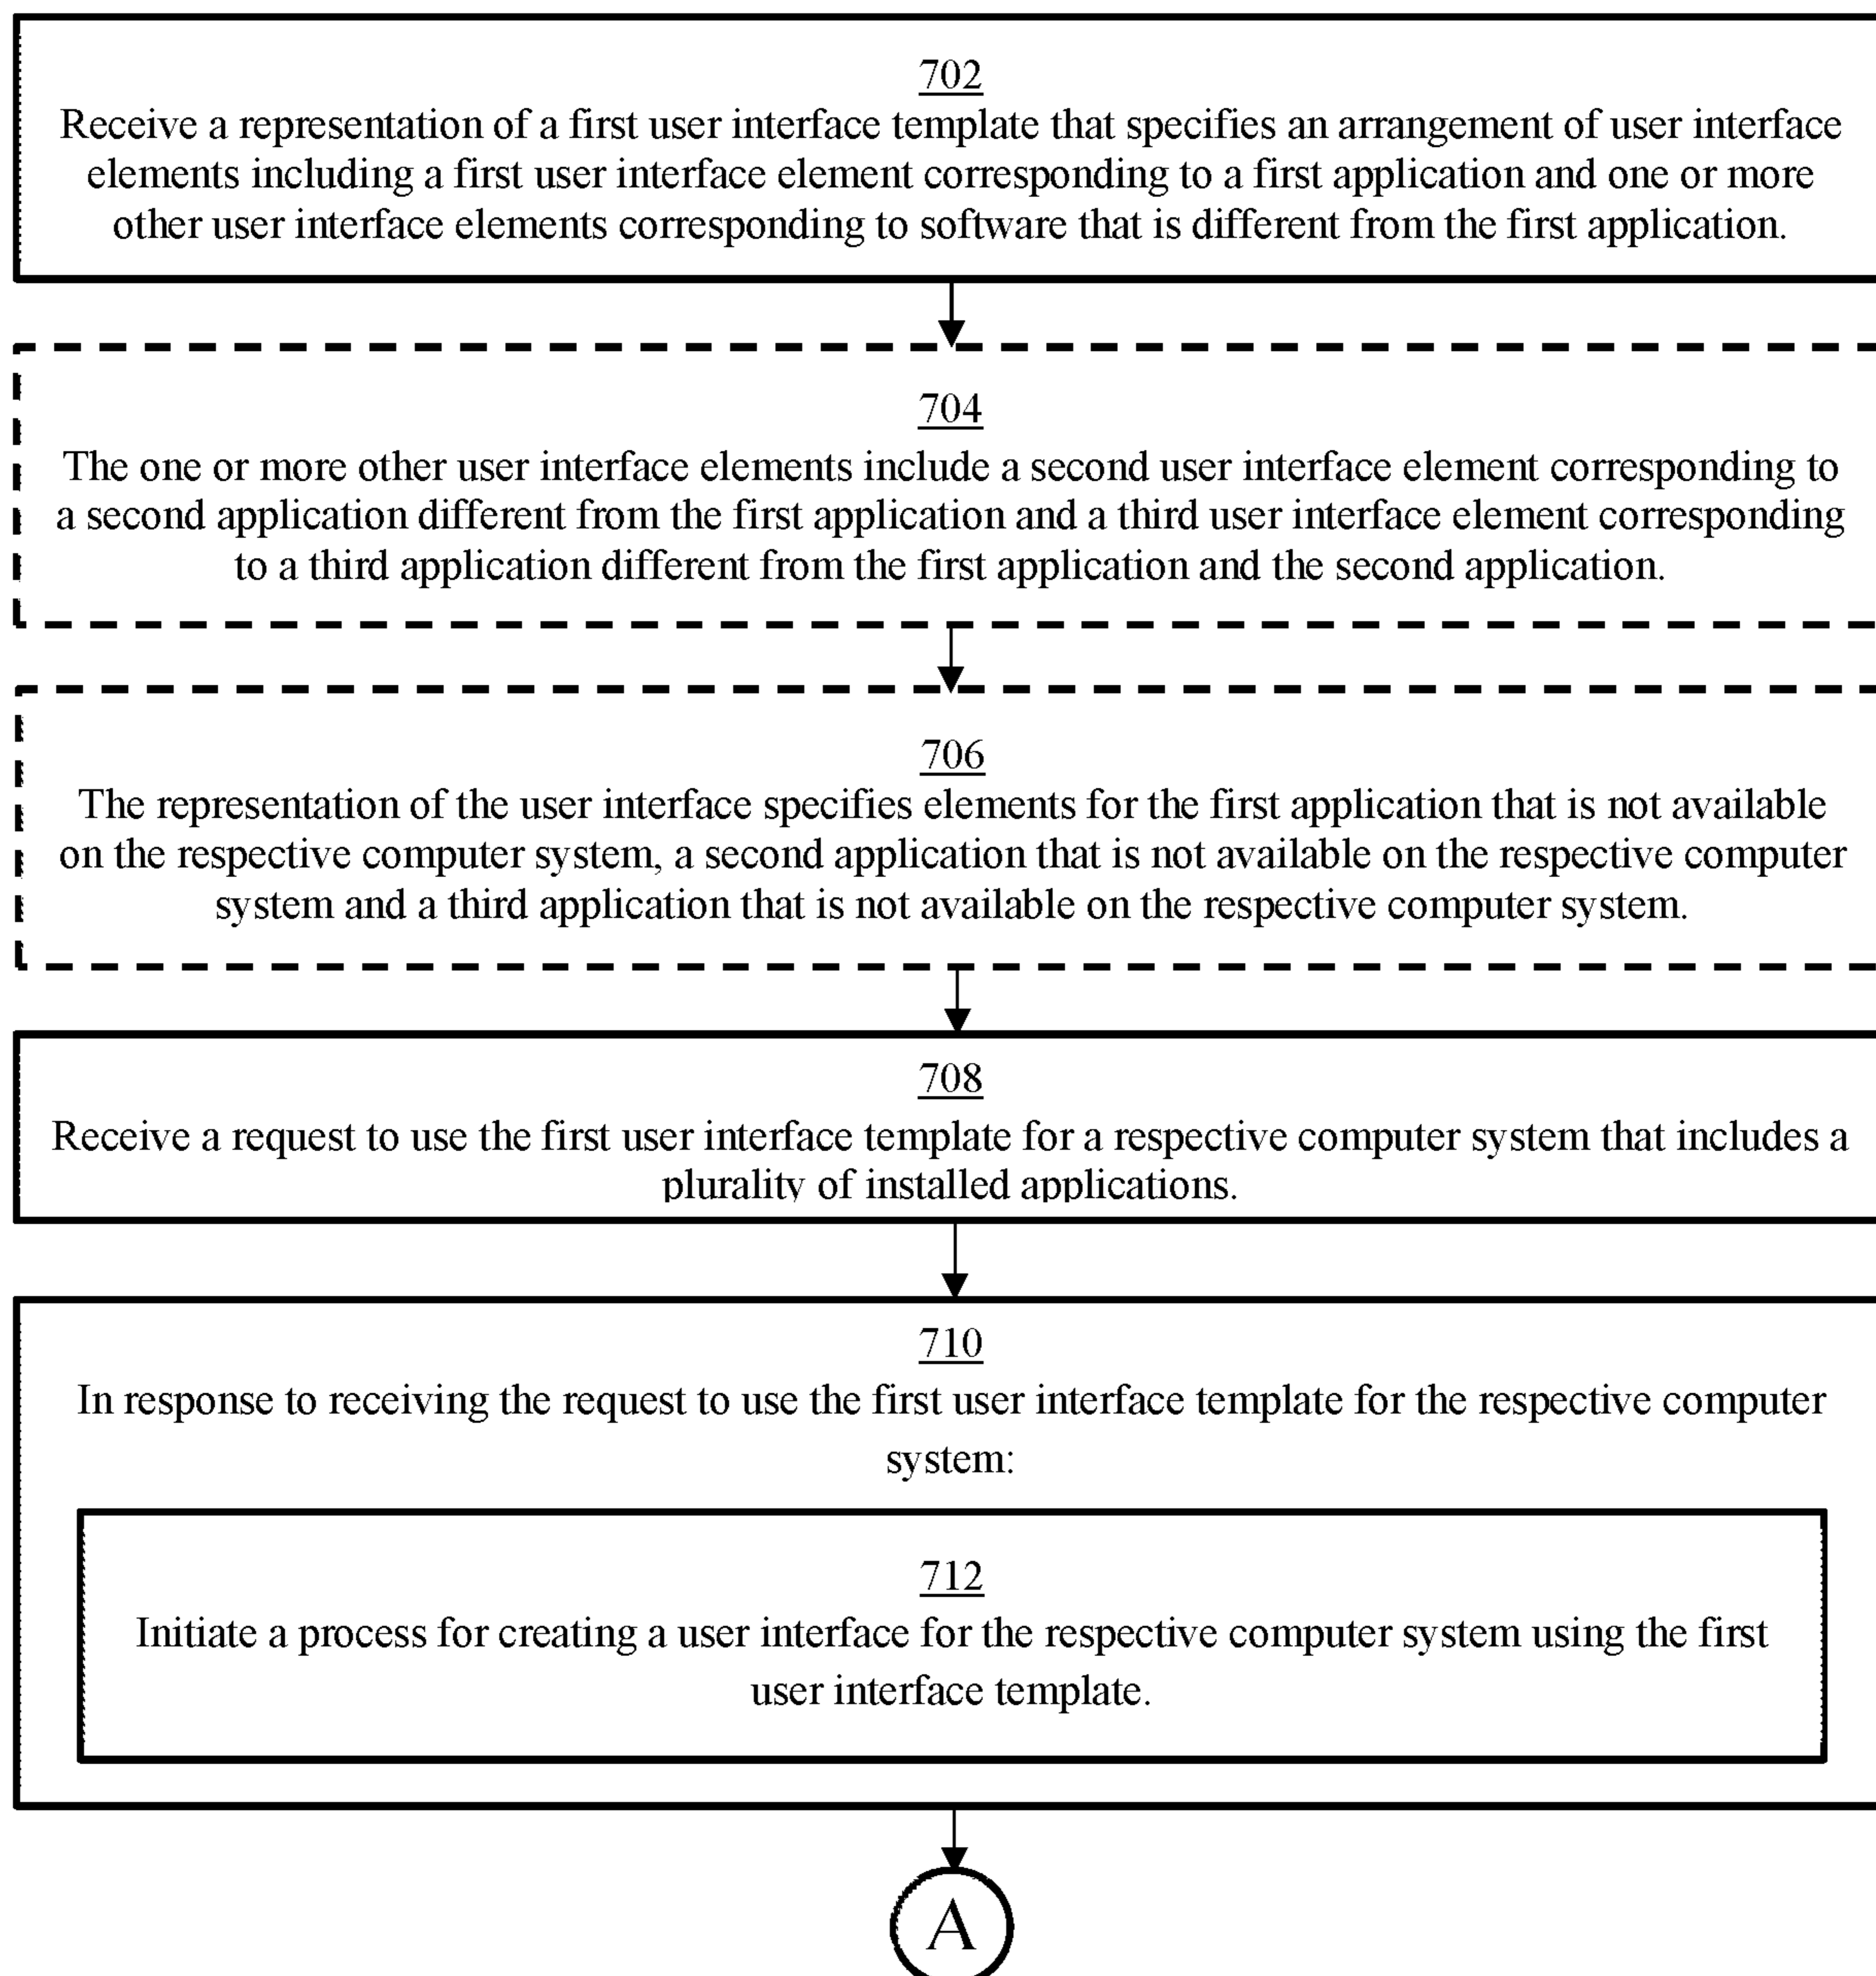 702
Receive a representation of a first user interface template that specifies an arrangement of user interface
elements including a first user interface element corresponding to a first application and one or more
other user interface elements corresponding to software that is different from the first application.
704
The one or more other user interface elements include a second user interface element corresponding to
a second application different from the first application and a third user interface element corresponding
to a third application different from the first application and the second application.
706
The representation of the user interface specifies elements for the first application that is not available
on the respective computer system, a second application that is not available on the respective computer
system and a third application that is not available on the respective computer system.
708
Receive a request to use the first user interface template for a respective computer system that includes a
plurality of installed applications.
710
In response to receiving the request to use the first user interface template for the respective computer
system:
712
Initiate a process for creating a user interface for the respective computer system using the first
user interface template.
A